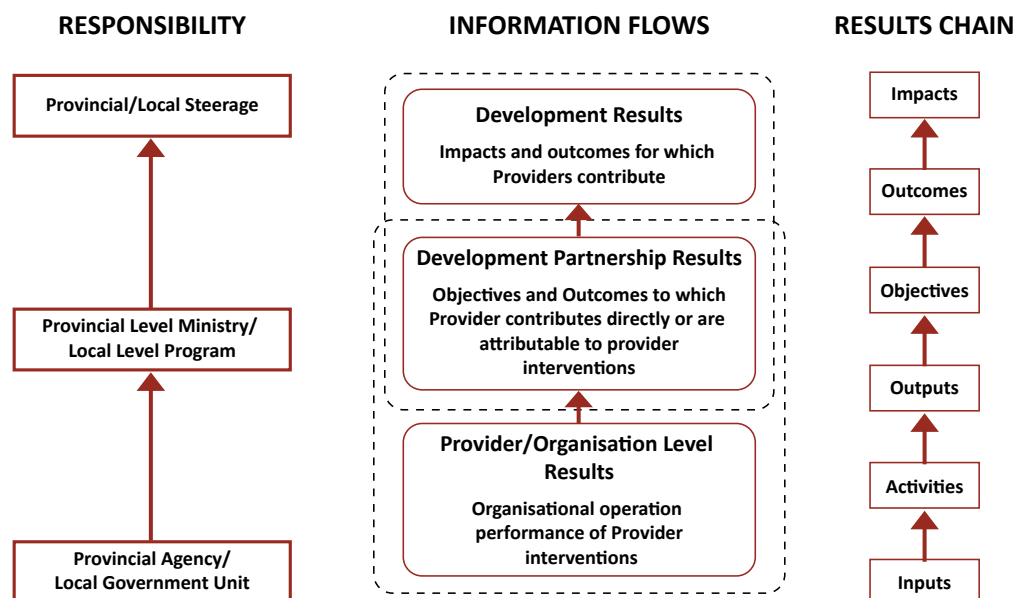 RESPONSIBILITY
Provincial/Local Steerage
Provincial Level Ministry/
Local Level Program
Provincial Agency/
Local Government Unit
INFORMATION FLOWS
Development Results
Impacts and outcomes for which
Providers contribute
Development Partnership Results
Objectives and Outcomes to which
Provider contributes directly or are
attributable to provider
interventions
Provider/Organisation Level
Results
Organisational operation
performance of Provider
interventions
RESULTS CHAIN
Impacts
Outcomes
Objectives
Outputs
Activities
Inputs